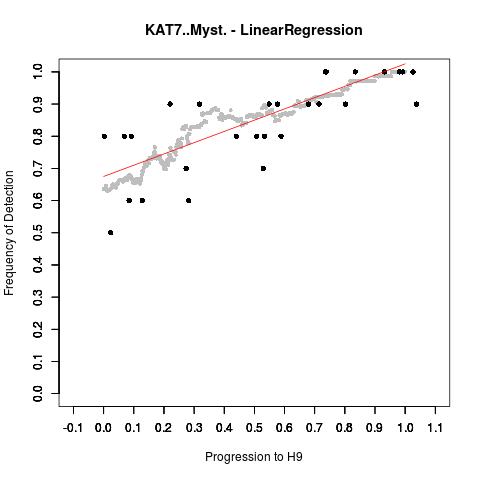 KAT7..Myst. - LinearRegression
Frequency of Detection
1.0
0.9
0.8
0.7
0.6
0.5
0.4
0.3
0.2
0.1
0.0
-0.1 0.0 0.1 0.2 0.3 0.4 0.5 0.6 0.7 0.8 0.9 1.0 1.1
Progression to H9